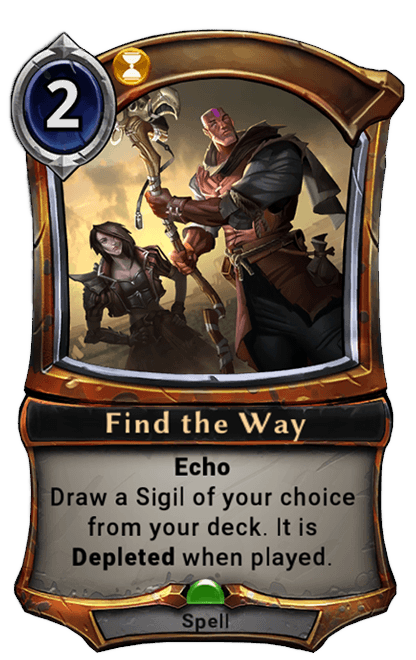 2
Find the Way
Echo
Draw a Sigil of your choice
from your deck. It is
Depleted when played.
Spell